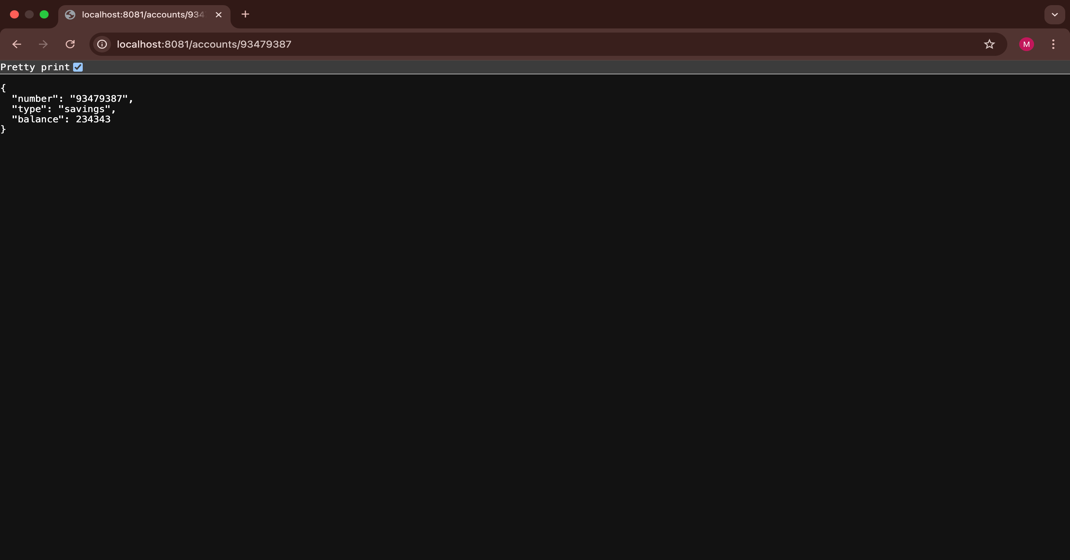 localhost:8081/accounts/934
localhost:8081/accounts/93479387
M
Pretty print
{
  "number": "93479387",
  "type": "savings",
  "balance": 234343
}